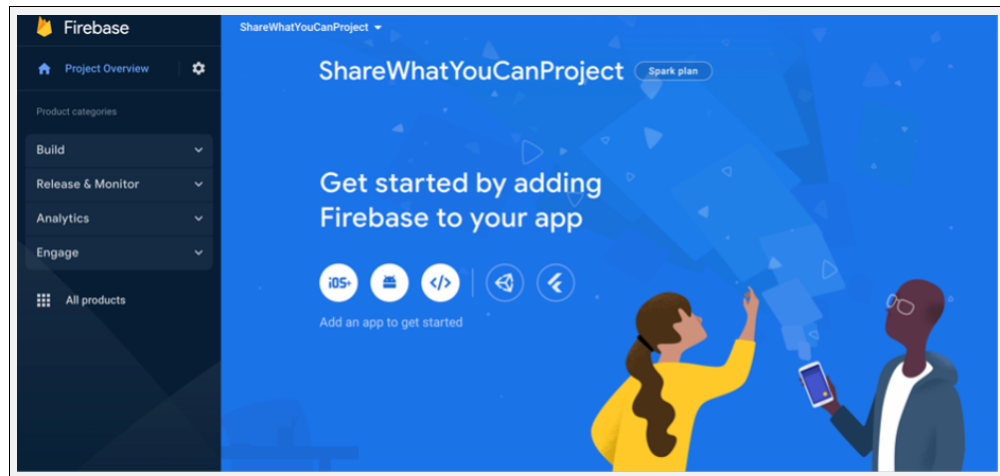 Firebase
Project Overview
Product categories
Build
Release & Monitor
Analytics
Engage
All products
ShareWhatYouCanProject
ShareWhatYouCanProject Spark plan
Get started by adding
Firebase to your app
iOS+ </>
Add an app to get started